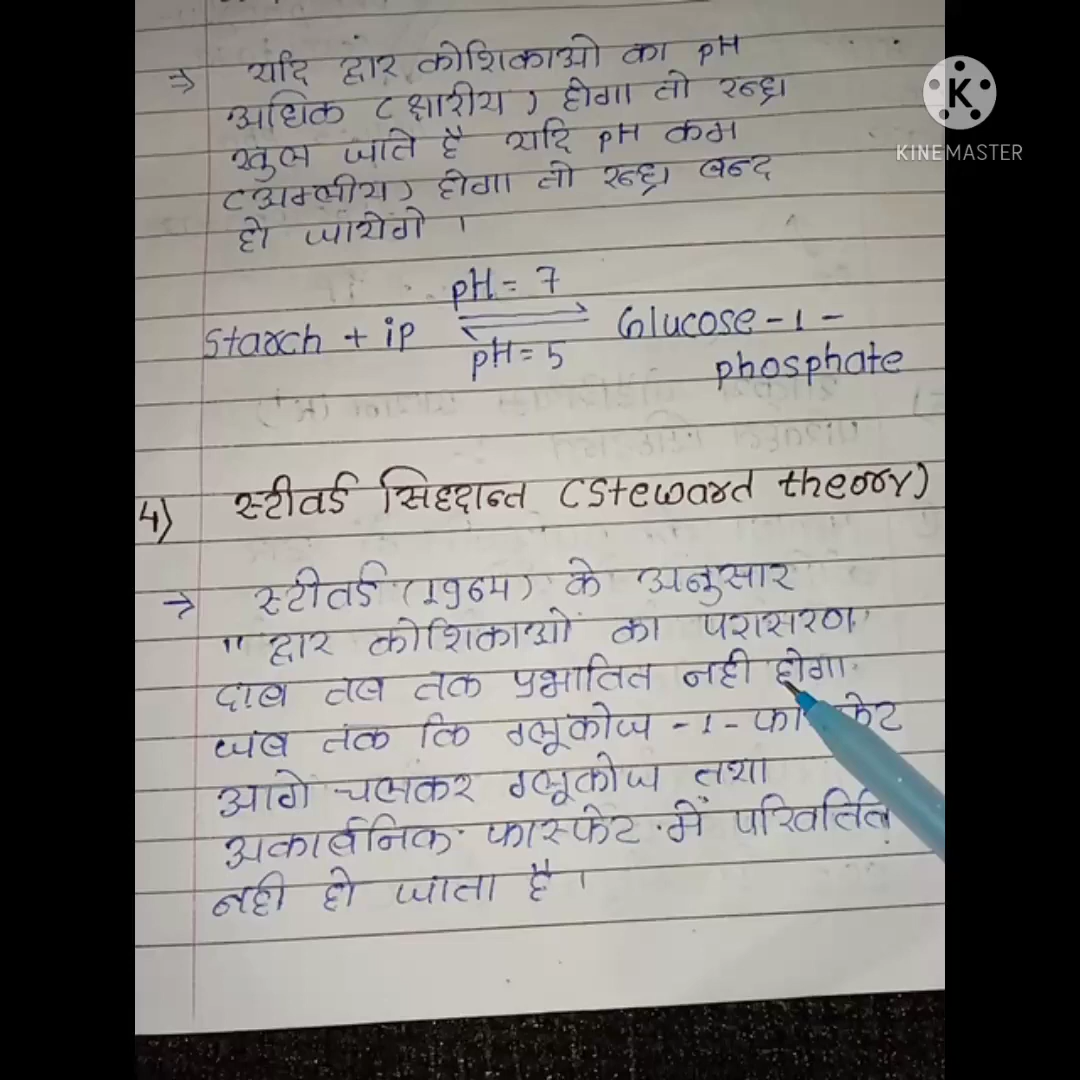 ⇒ यदि द्वार कोशिकाओ का pH
अधिक (क्षारीय) होगा तो रन्ध्र
खुल जाते है यदि pH कम
(अम्लीय) होगा तो रन्ध्र बन्द
हो जायेगे ।
pH = 7
Starch + ip ⇌ Glucose - 1 -
pH = 5
phosphate
4) स्टीवर्ड सिद्दान्त (Steward theory)
→ स्टीवर्ड (1964) के अनुसार
" द्वार कोशिकाओं का परासरण
दाब तब तक प्रभातित नही होगा
जब तक कि ग्लूकोज -1- फास्फेट
आगे चलकर ग्लूकोज तथा
अकार्बनिक फास्फेट में परिवर्तित
नही हो जाता है ।
K
KINEMASTER